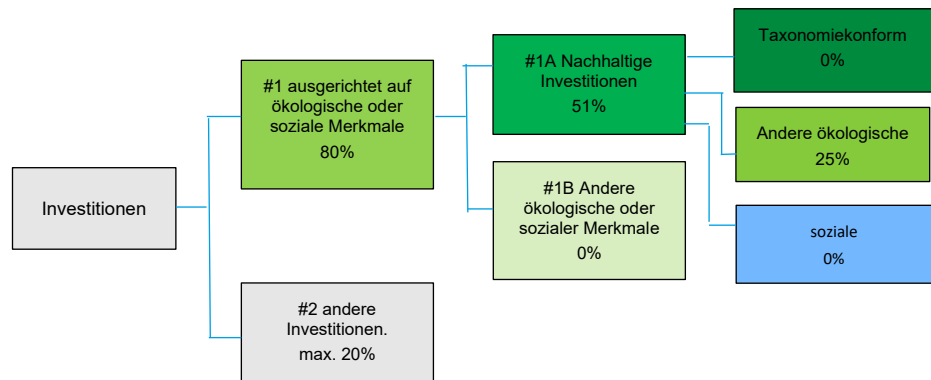 Investitionen
#1 ausgerichtet auf
ökologische oder
soziale Merkmale
80%
#2 andere
Investitionen.
max. 20%
#1A Nachhaltige
Investitionen
51%
#1B Andere
ökologische oder
sozialer Merkmale
0%
Taxonomiekonform
0%
Andere ökologische
25%
soziale
0%